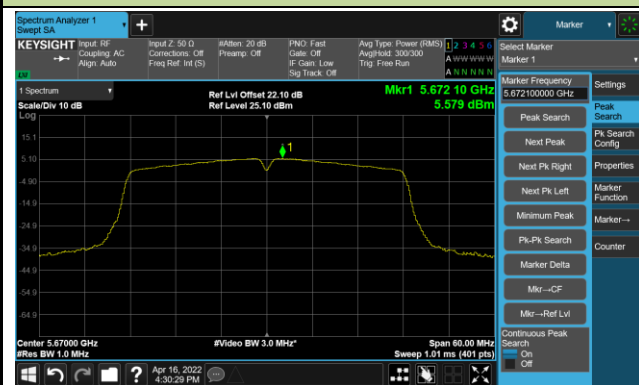 Spectrum Analyzer 1
Swept SA
Marker
KEYSIGHT
Input: RF
Coupling: AC
Align: Auto
Input Z: 50 Ω
Corrections: Off
Freq Ref: Int (S)
#Atten: 20 dB
Preamp: Off
PNO: Fast
Gate: Off
IF Gain: Low
Sig Track: Off
Avg Type: Power (RMS)
Avg|Hold: 300/300
Trig: Free Run
1 2 3 4 5 6
A W W W W W
A N N N N N
LW
1 Spectrum
Scale/Div 10 dB
Log
Ref Lvl Offset 22.10 dB
Ref Level 25.10 dBm
Mkr1 5.672 10 GHz
5.579 dBm
1
15.1
5.10
-4.90
-14.9
-24.9
-34.9
-44.9
-54.9
-64.9
Center 5.67000 GHz
#Res BW 1.0 MHz
#Video BW 3.0 MHz*
Span 60.00 MHz
Sweep 1.01 ms (401 pts)
Apr 16, 2022
4:30:29 PM
Select Marker
Marker 1
Marker Frequency
5.672100000 GHz
Peak Search
Next Peak
Next Pk Right
Next Pk Left
Minimum Peak
Pk-Pk Search
Marker Delta
Mkr→CF
Mkr→Ref Lvl
Continuous Peak
Search
On
Off
Settings
Peak
Search
Pk Search
Config
Properties
Marker
Function
Marker→
Counter